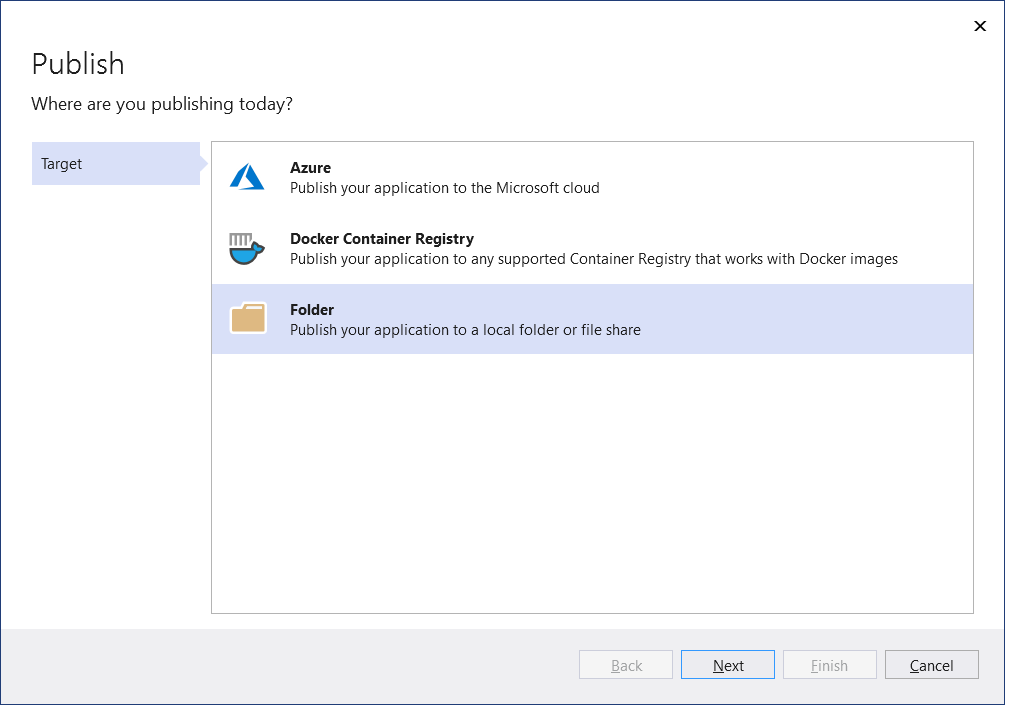 Publish
Where are you publishing today?
Target
Azure
Publish your application to the Microsoft cloud
Docker Container Registry
Publish your application to any supported Container Registry that works with Docker images
Folder
Publish your application to a local folder or file share
Back
Next
Finish
Cancel